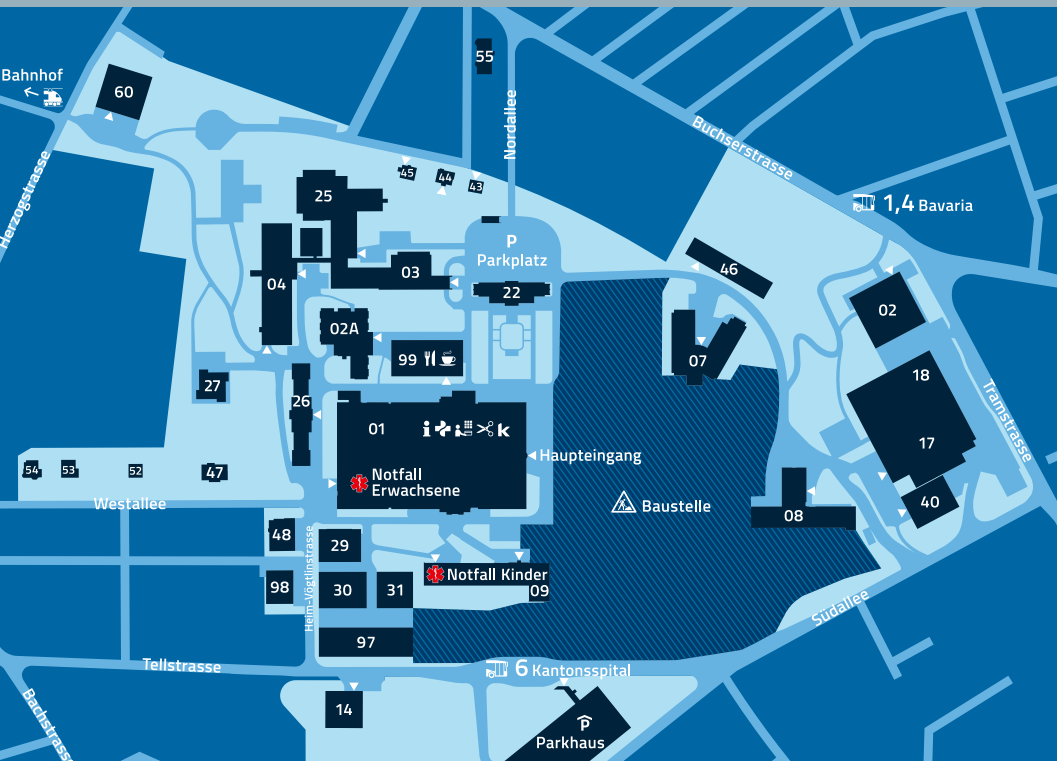 55
Bahnhof
60
Nordallee
Buchserstrasse
Herzogstrasse
45
44
43
25
1,4 Bavaria
P
Parkplatz
46
03
04
22
02
02A
99
07
18
27
26
Tramstrasse
01
i
k
17
Haupteingang
54
53
52
47
Notfall
Erwachsene
Westallee
Baustelle
40
08
48
29
Heim-Vögtlinstrasse
Notfall Kinder
09
98
30
31
Südallee
97
Tellstrasse
6 Kantonsspital
Bachstrasse
14
P
Parkhaus